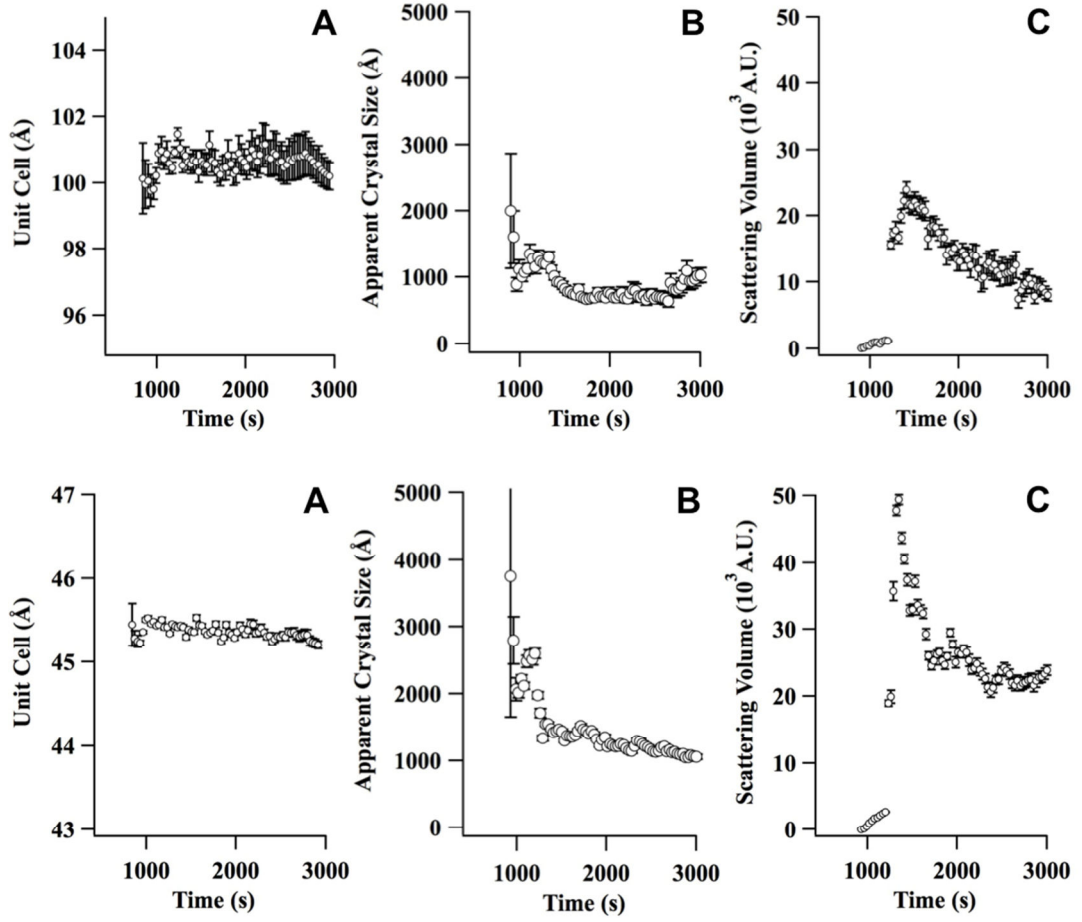 A
Unit Cell (Å)
104
102
100
98
96
1000 2000 3000
Time (s)
B
Apparent Crystal Size (Å)
5000
4000
3000
2000
1000
0
1000 2000 3000
Time (s)
C
Scattering Volume (10³ A.U.)
50
40
30
20
10
0
1000 2000 3000
Time (s)
A
Unit Cell (Å)
47
46
45
44
43
1000 2000 3000
Time (s)
B
Apparent Crystal Size (Å)
5000
4000
3000
2000
1000
0
1000 2000 3000
Time (s)
C
Scattering Volume (10³ A.U.)
50
40
30
20
10
0
1000 2000 3000
Time (s)